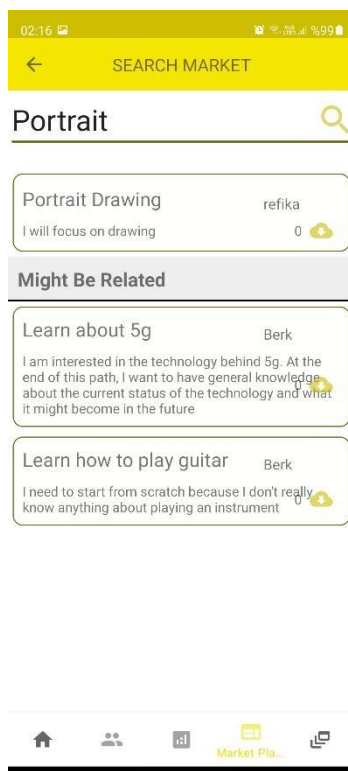 02:16 %99
SEARCH MARKET
Portrait
Portrait Drawing refika
I will focus on drawing 0
Might Be Related
Learn about 5g Berk
I am interested in the technology behind 5g. At the
end of this path, I want to have general knowledge
about the current status of the technology and what
it might become in the future
0
Learn how to play guitar Berk
I need to start from scratch because I don't really
know anything about playing an instrument 0
Market Pla...